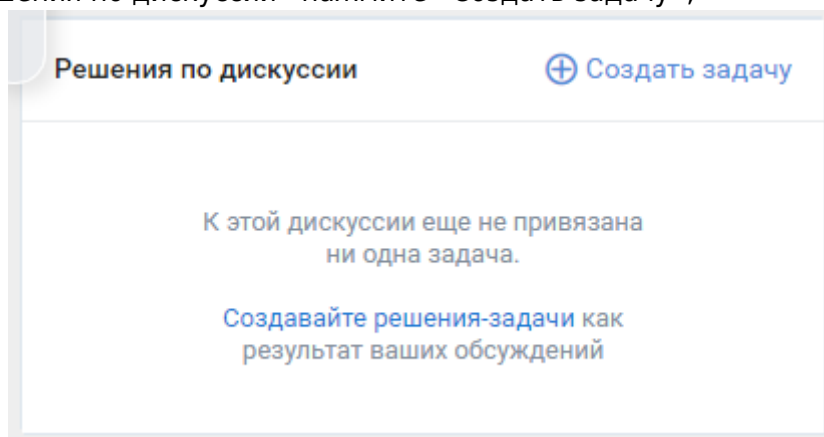 Решения по дискуссии
Создать задачу
К этой дискуссии еще не привязана
ни одна задача.
Создавайте решения-задачи как
результат ваших обсуждений